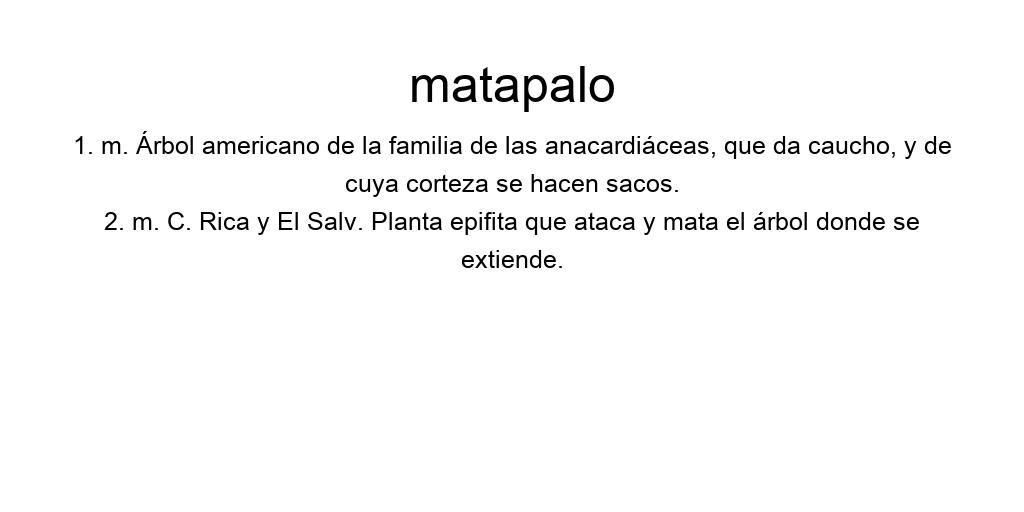 matapalo
1. m. Árbol americano de la familia de las anacardiáceas, que da caucho, y de
cuya corteza se hacen sacos.
2. m. C. Rica y El Salv. Planta epifita que ataca y mata el árbol donde se
extiende.